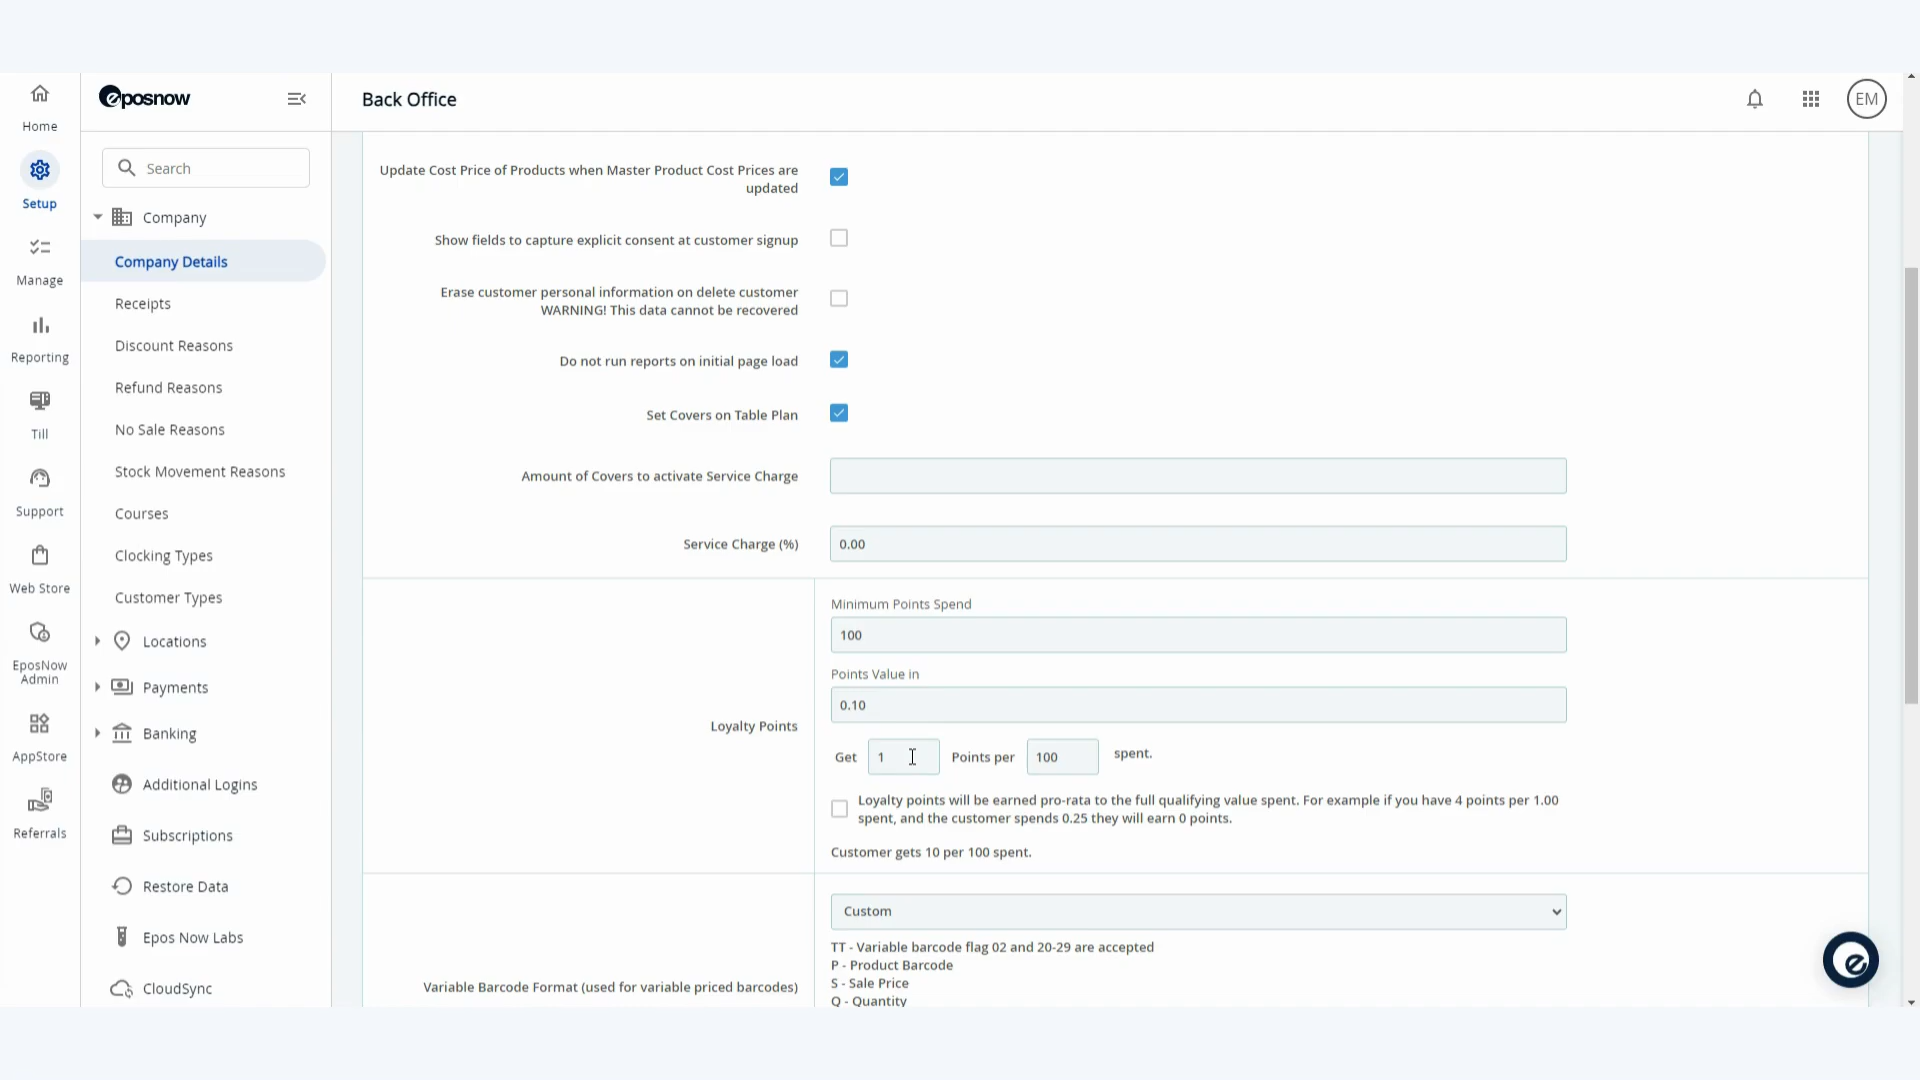 Home
Setup
Manage
Reporting
Till
Support
Web Store
EposNow
Admin
AppStore
Referrals
eposnow
Search
Company
Company Details
Receipts
Discount Reasons
Refund Reasons
No Sale Reasons
Stock Movement Reasons
Courses
Clocking Types
Customer Types
Locations
Payments
Banking
Additional Logins
Subscriptions
Restore Data
Epos Now Labs
CloudSync
Back Office
EM
Update Cost Price of Products when Master Product Cost Prices are
updated
Show fields to capture explicit consent at customer signup
Erase customer personal information on delete customer
WARNING! This data cannot be recovered
Do not run reports on initial page load
Set Covers on Table Plan
Amount of Covers to activate Service Charge
Service Charge (%)
0.00
Loyalty Points
Minimum Points Spend
100
Points Value in
0.10
Get 1 Points per 100 spent.
Loyalty points will be earned pro-rata to the full qualifying value spent. For example if you have 4 points per 1.00
spent, and the customer spends 0.25 they will earn 0 points.
Customer gets 10 per 100 spent.
Variable Barcode Format (used for variable priced barcodes)
Custom
TT - Variable barcode flag 02 and 20-29 are accepted
P - Product Barcode
S - Sale Price
Q - Quantity